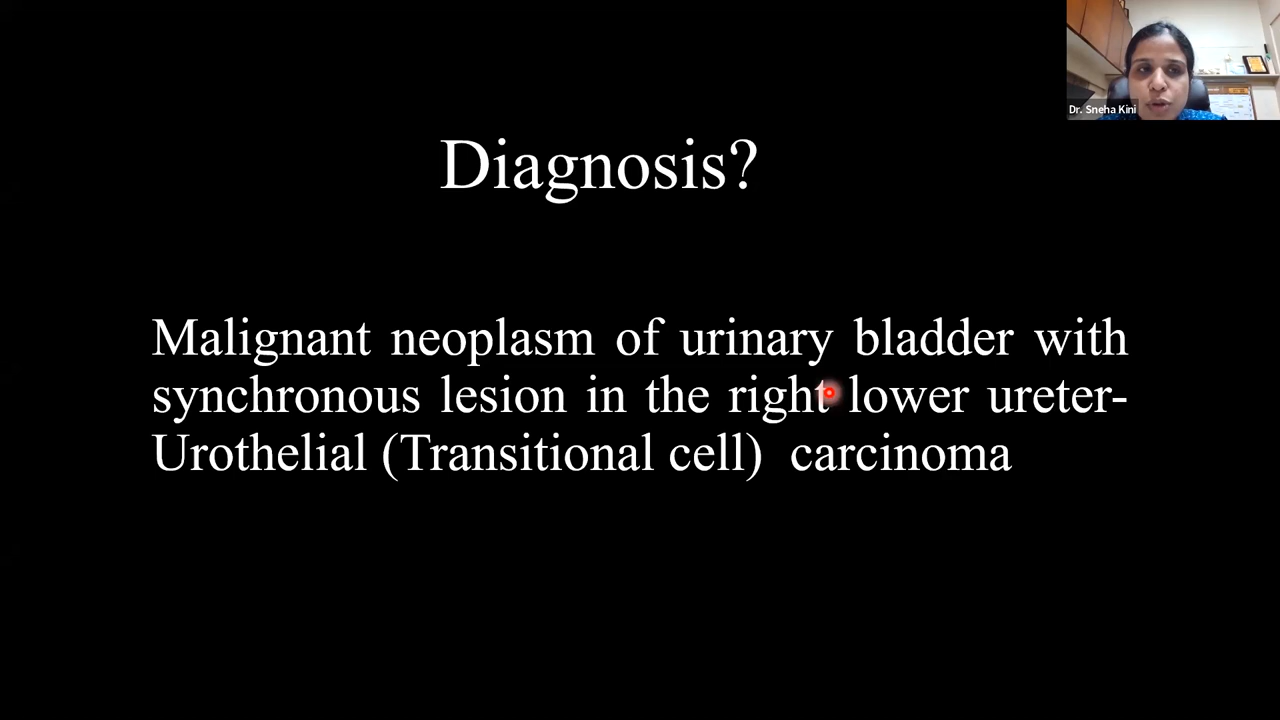 Dr. Sneha Kini
Diagnosis?
Malignant neoplasm of urinary bladder with
synchronous lesion in the right lower ureter-
Urothelial (Transitional cell) carcinoma